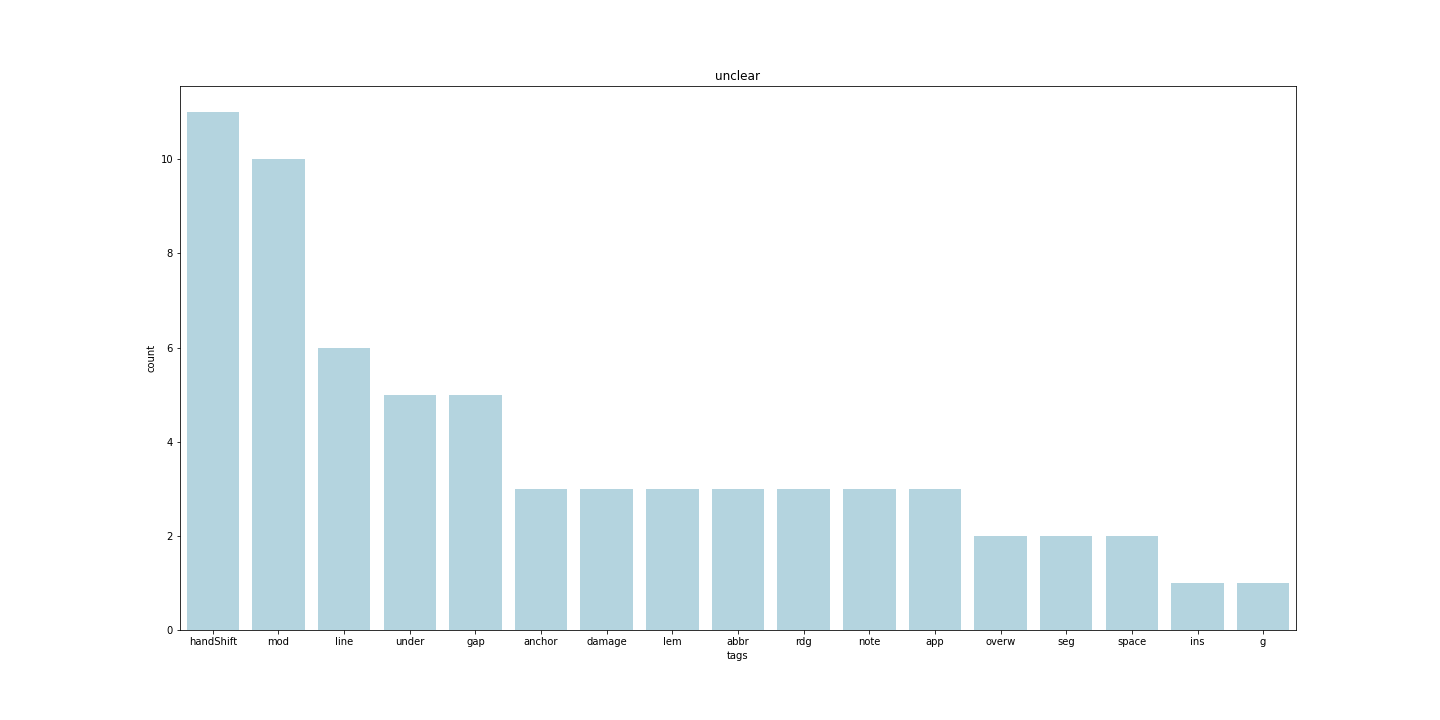 unclear
count
10
8
6
4
2
0
handShift mod line under gap anchor damage lem abbr rdg note app overw seg space ins g
tags